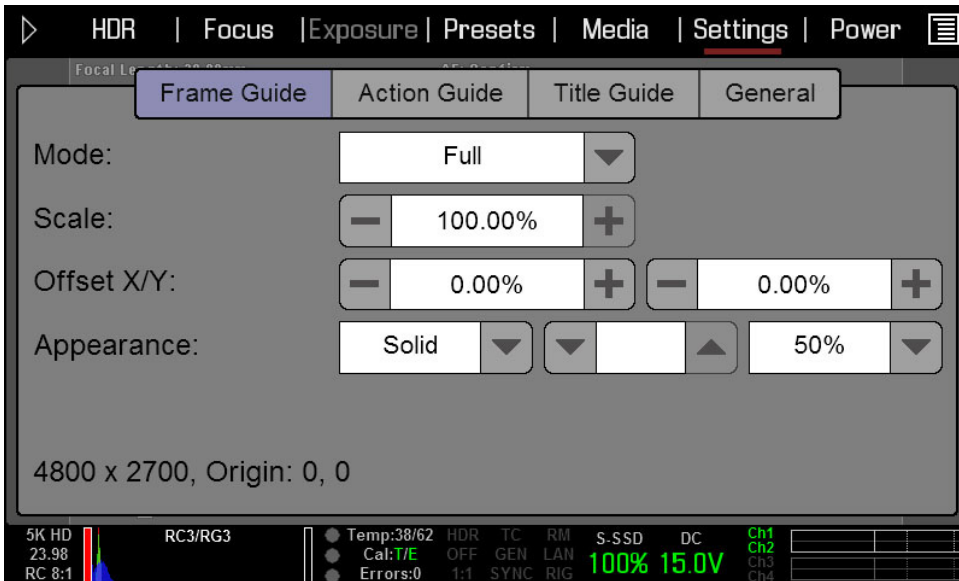 HDR | Focus | Exposure | Presets | Media | Settings | Power
Focal Le
Frame Guide Action Guide Title Guide General
Mode: Full
Scale: 100.00%
Offset X/Y: 0.00% 0.00%
Appearance: Solid 50%
4800 x 2700, Origin: 0, 0
5K HD RC3/RG3 Temp:38/62 HDR TC RM S-SSD DC Ch1
23.98 Cal:T/E OFF GEN LAN 100% 15.0V Ch2
RC 8:1 Errors:0 1:1 SYNC RIG Ch3
Ch4